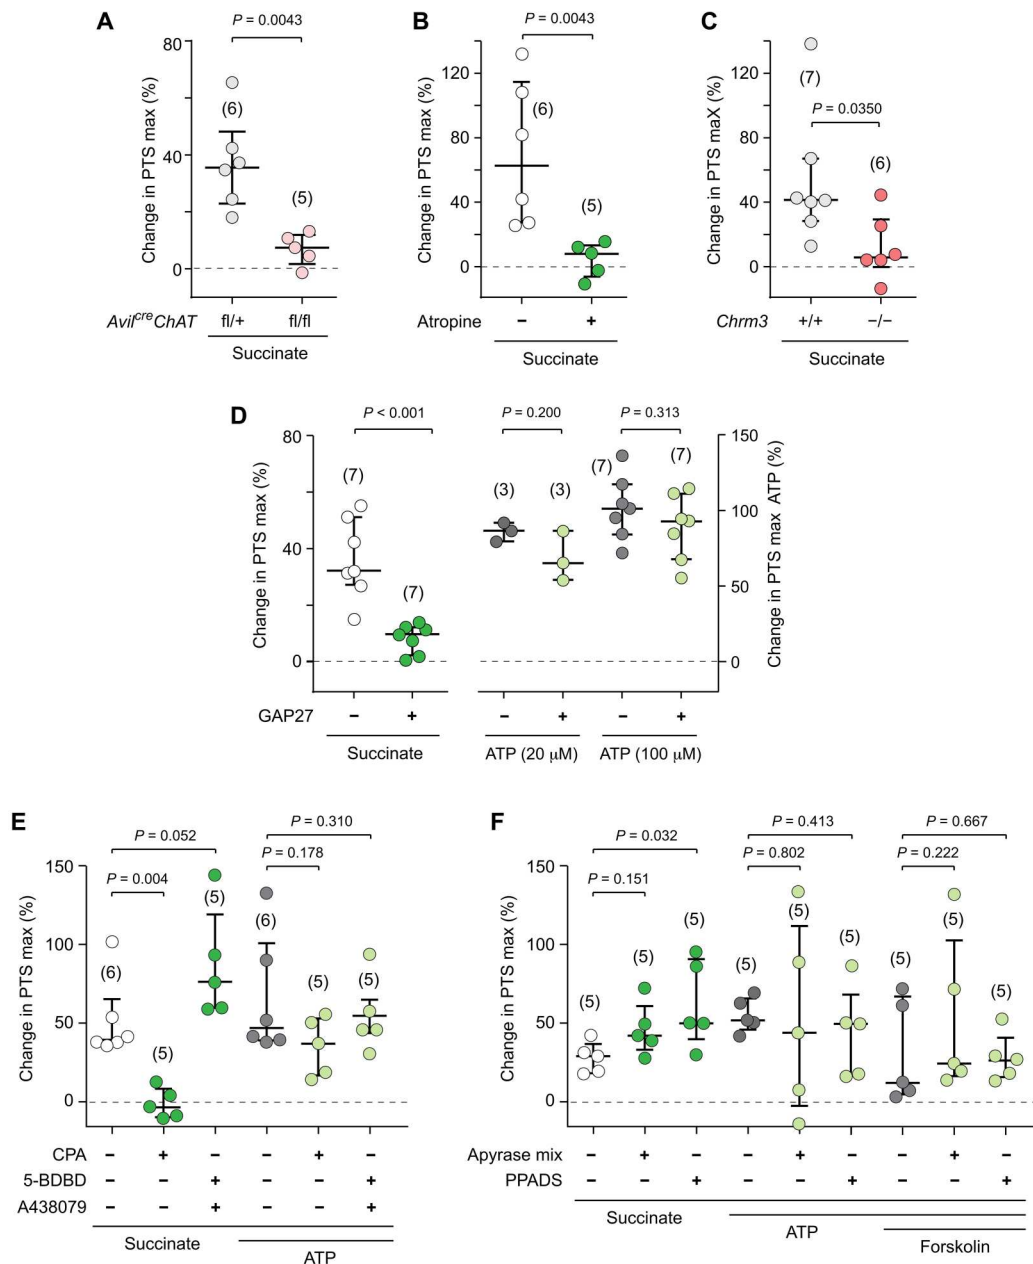 A
P = 0.0043
Change in PTS max (%)
80
40
0
(6)
(5)
AvilcreChAT
fl/+
fl/fl
Succinate
B
P = 0.0043
Change in PTS max (%)
120
80
40
0
(6)
(5)
Atropine
–
+
Succinate
C
Change in PTS maX (%)
120
80
40
0
(7)
P = 0.0350
(6)
Chrm3
+/+
–/–
Succinate
D
P < 0.001
P = 0.200
P = 0.313
Change in PTS max (%)
80
40
0
(7)
(7)
(3)
(3)
(7)
(7)
150
100
50
0
Change in PTS max ATP (%)
GAP27
– + – + – +
Succinate
ATP (20 μM)
ATP (100 μM)
E
P = 0.310
P = 0.052
P = 0.178
P = 0.004
Change in PTS max (%)
150
100
50
0
(6)
(5)
(5)
(6)
(5)
(5)
CPA – + – – + –
5-BDBD – – + – – +
A438079 – – + – – +
Succinate
ATP
F
P = 0.032
P = 0.413
P = 0.667
P = 0.151
P = 0.802
P = 0.222
Change in PTS max (%)
150
100
50
0
(5)
(5)
(5)
(5)
(5)
(5)
(5)
(5)
(5)
Apyrase mix – + – – + – – + –
PPADS – – + – – + – – +
Succinate
ATP
Forskolin